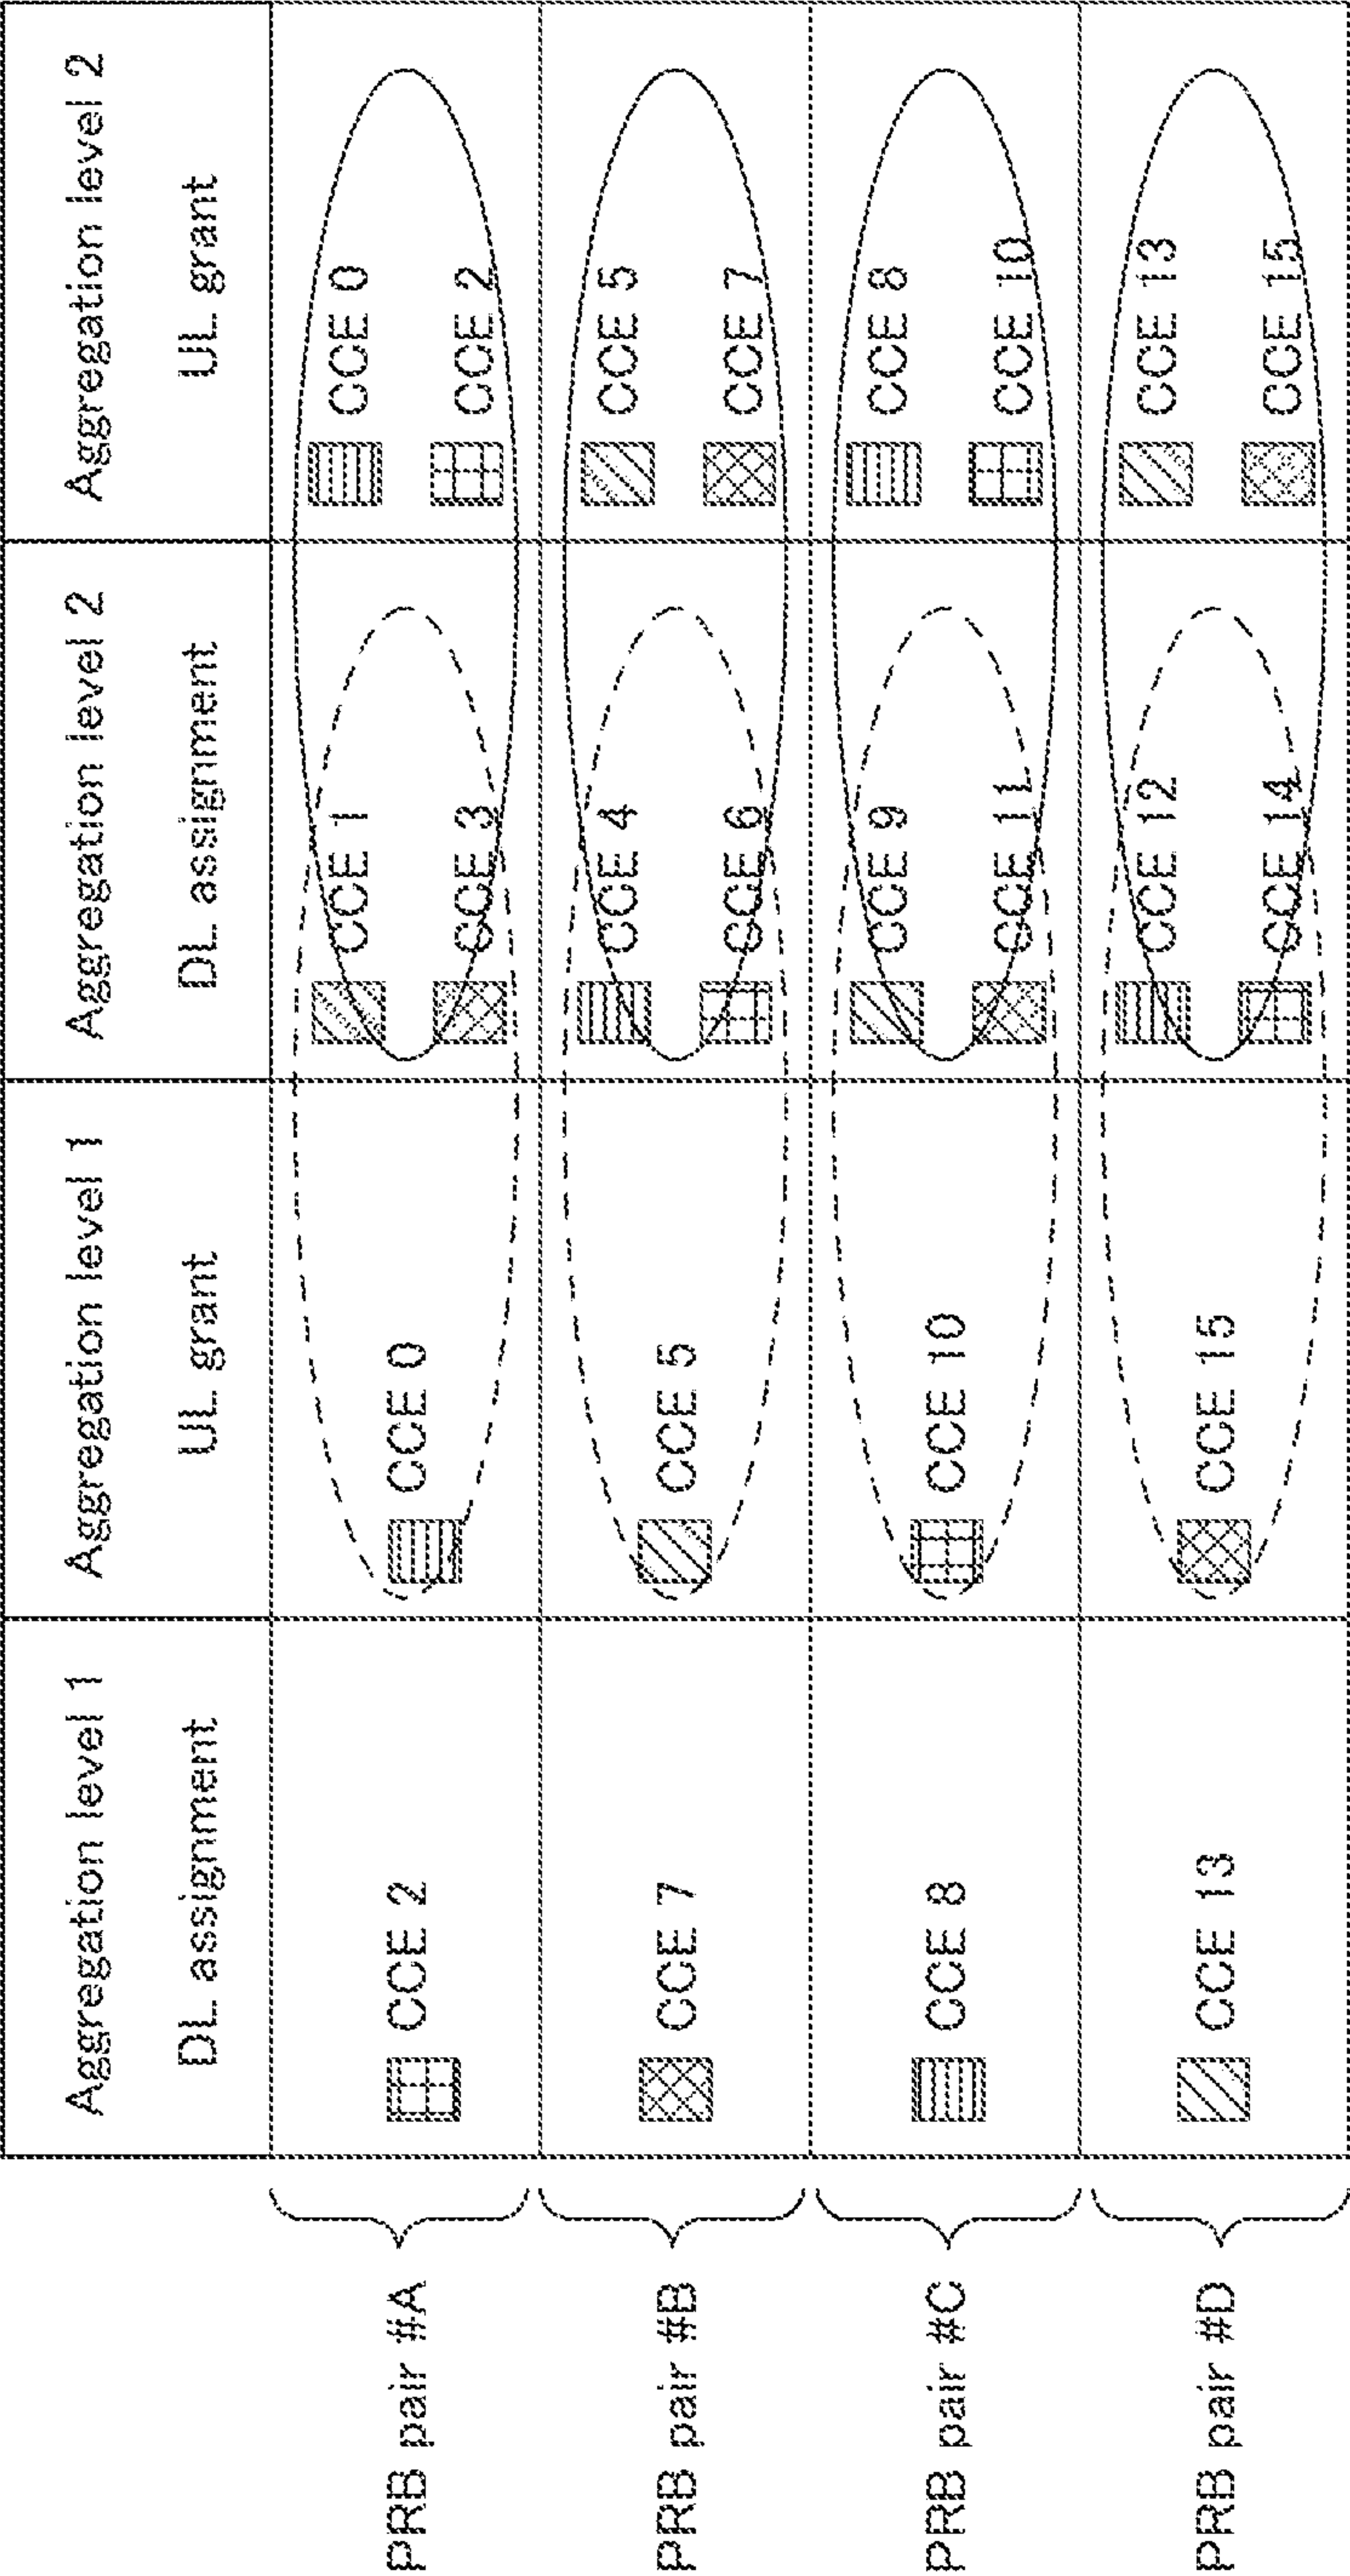 Aggregation level 1
DL assignment
Aggregation level 1
UL grant
Aggregation level 2
DL assignment
Aggregation level 2
UL grant
PRB pair #A
CCE 2
CCE 0
CCE 1
CCE 3
CCE 0
CCE 2
PRB pair #B
CCE 7
CCE 5
CCE 4
CCE 6
CCE 5
CCE 7
PRB pair #C
CCE 8
CCE 10
CCE 9
CCE 11
CCE 8
CCE 10
PRB pair #D
CCE 13
CCE 15
CCE 12
CCE 14
CCE 13
CCE 15